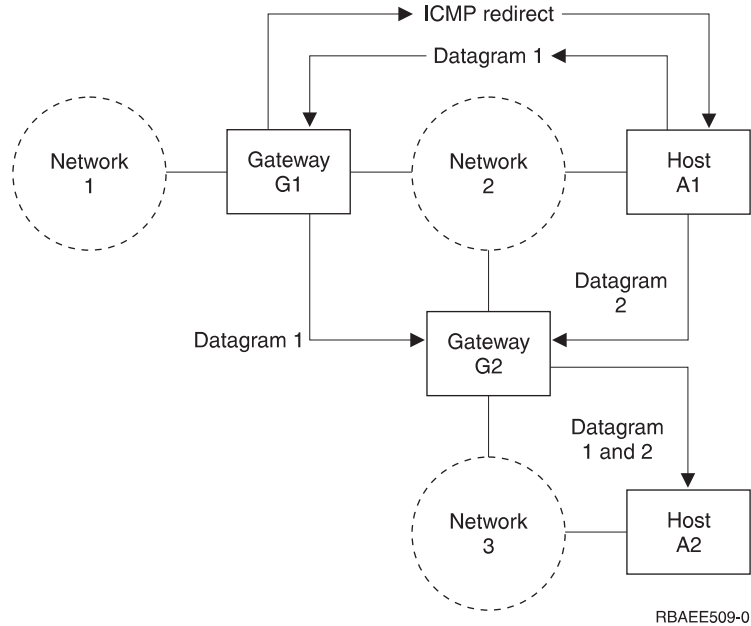 ICMP redirect
Datagram 1
Network
1
Gateway
G1
Network
2
Host
A1
Datagram
2
Datagram 1
Gateway
G2
Datagram
1 and 2
Network
3
Host
A2
RBAEE509-0